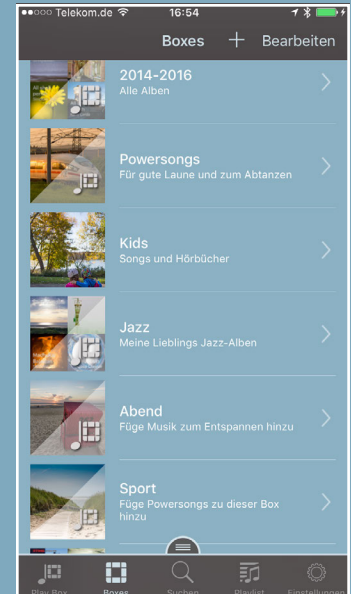 Telekom.de 16:54
Boxes + Bearbeiten
2014-2016
Alle Alben
Powersongs
Für gute Laune und zum Abtanzen
Kids
Songs und Hörbücher
Jazz
Meine Lieblings Jazz-Alben
Abend
Füge Musik zum Entspannen hinzu
Sport
Füge Powersongs zu dieser Box
hinzu
Play Box Boxes Suchen Playlist Einstellungen